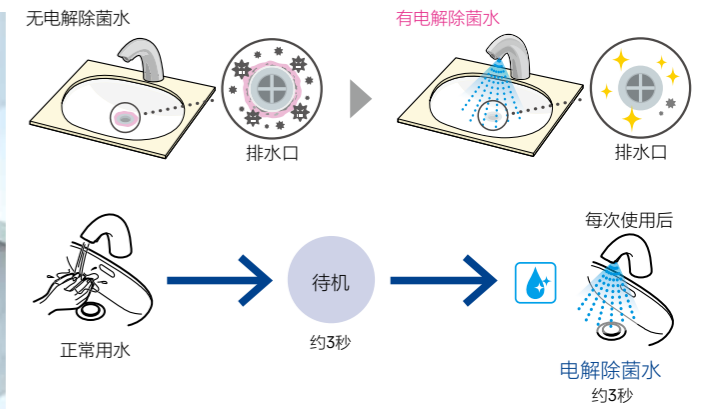 无电解除菌水
有电解除菌水
排水口
排水口
每次使用后
待机
正常用水
约3秒
电解除菌水
约3秒